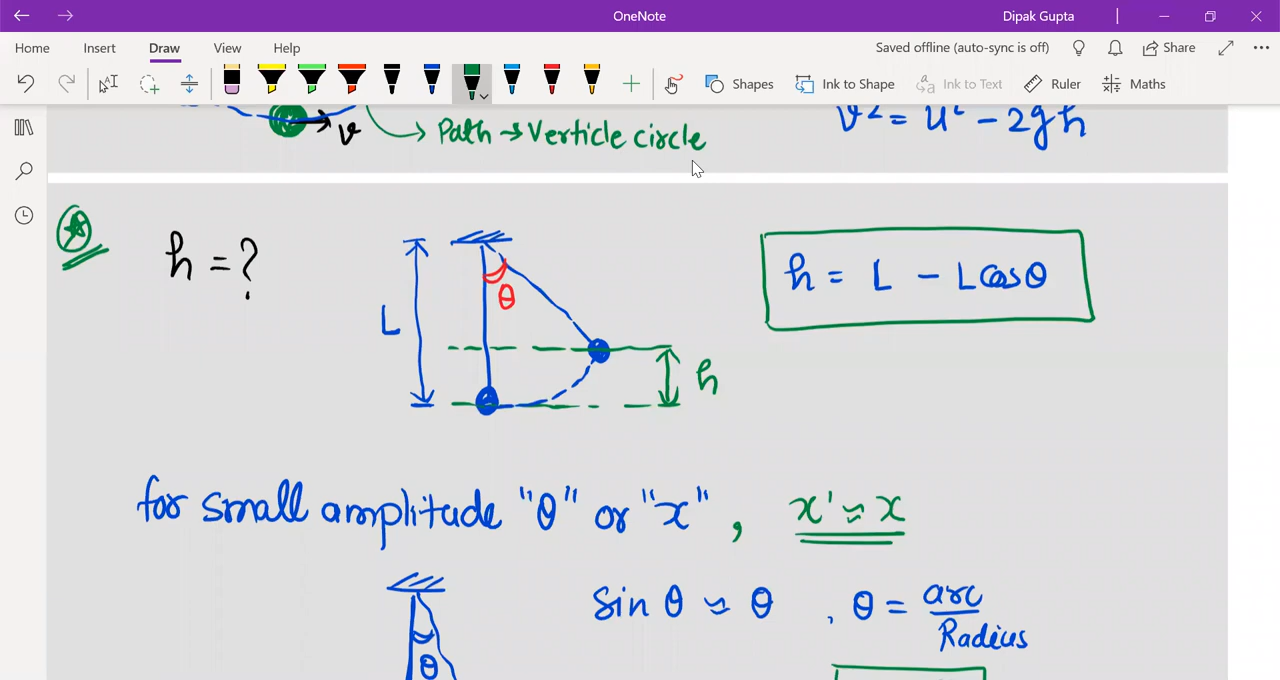 OneNote
Dipak Gupta
Home Insert Draw View Help
Saved offline (auto-sync is off)
Share
Shapes
Ink to Shape
Ink to Text
Ruler
Maths
v
Path → Verticle circle
v² = u² - 2gh
h = ?
h = L - L cosθ
θ
L
h
for small amplitude "θ" or "x" , x' ≈ x
Sin θ ≈ θ , θ = arc
Radius
θ